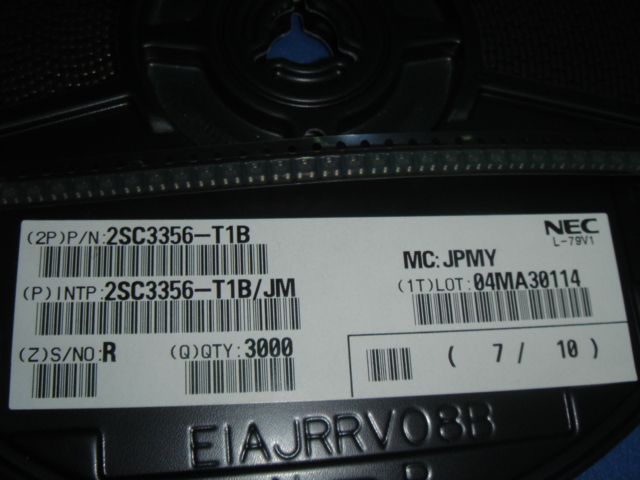 (2P)P/N:2SC3356-T1B
NEC
L-79V1
MC:JPMY
(P)INTP:2SC3356-T1B/JM
(1T)LOT:04MA30114
(Z)S/NO:R
(Q)QTY:3000
( 7/ 10)
EIAJRRV08B